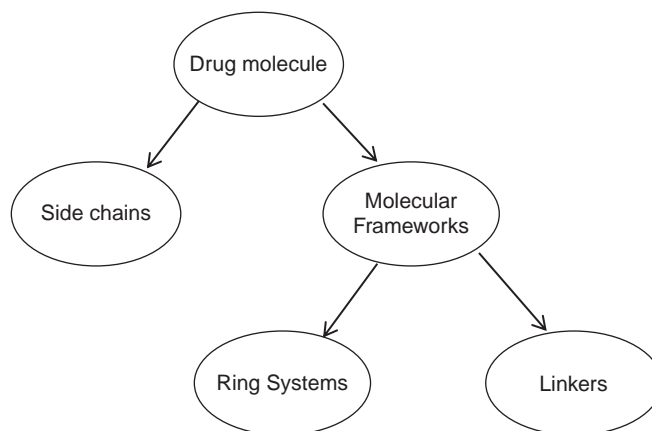 Drug molecule
Side chains
Molecular
Frameworks
Ring Systems
Linkers